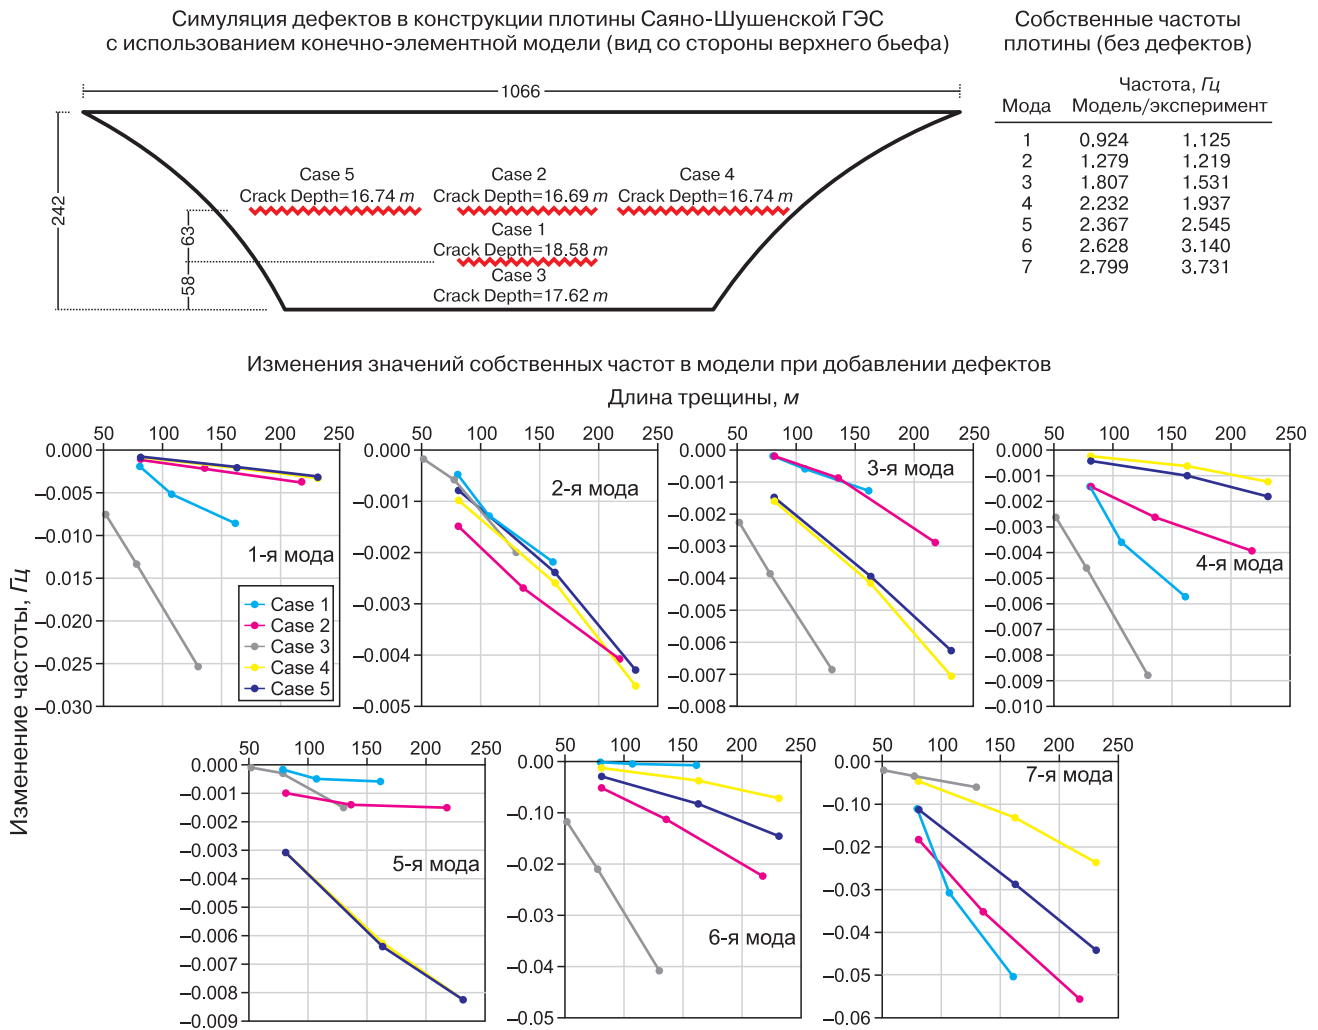 Симуляция дефектов в конструкции плотины Саяно-Шушенской ГЭС
с использованием конечно-элементной модели (вид со стороны верхнего бьефа)
1066
242
63
58
Case 5
Crack Depth=16.74 m
Case 2
Crack Depth=16.69 m
Case 4
Crack Depth=16.74 m
Case 1
Crack Depth=18.58 m
Case 3
Crack Depth=17.62 m
Собственные частоты
плотины (без дефектов)
Частота, Гц
Мода Модель/эксперимент
1 0.924 1.125
2 1.279 1.219
3 1.807 1.531
4 2.232 1.937
5 2.367 2.545
6 2.628 3.140
7 2.799 3.731
Изменения значений собственных частот в модели при добавлении дефектов
Длина трещины, м
Изменение частоты, Гц
50 100 150 200 250
0.000
–0.005
–0.010
–0.015
–0.020
–0.025
–0.030
1-я мода
Case 1
Case 2
Case 3
Case 4
Case 5
50 100 150 200 250
0.000
–0.001
–0.002
–0.003
–0.004
–0.005
2-я мода
50 100 150 200 250
0.000
–0.001
–0.002
–0.003
–0.004
–0.005
–0.006
–0.007
–0.008
3-я мода
50 100 150 200 250
0.000
–0.001
–0.002
–0.003
–0.004
–0.005
–0.006
–0.007
–0.008
–0.009
–0.010
4-я мода
50 100 150 200 250
0.000
–0.001
–0.002
–0.003
–0.004
–0.005
–0.006
–0.007
–0.008
–0.009
5-я мода
50 100 150 200 250
0.000
–0.10
–0.02
–0.03
–0.04
–0.05
6-я мода
50 100 150 200 250
0.000
–0.10
–0.02
–0.03
–0.04
–0.05
–0.06
7-я мода